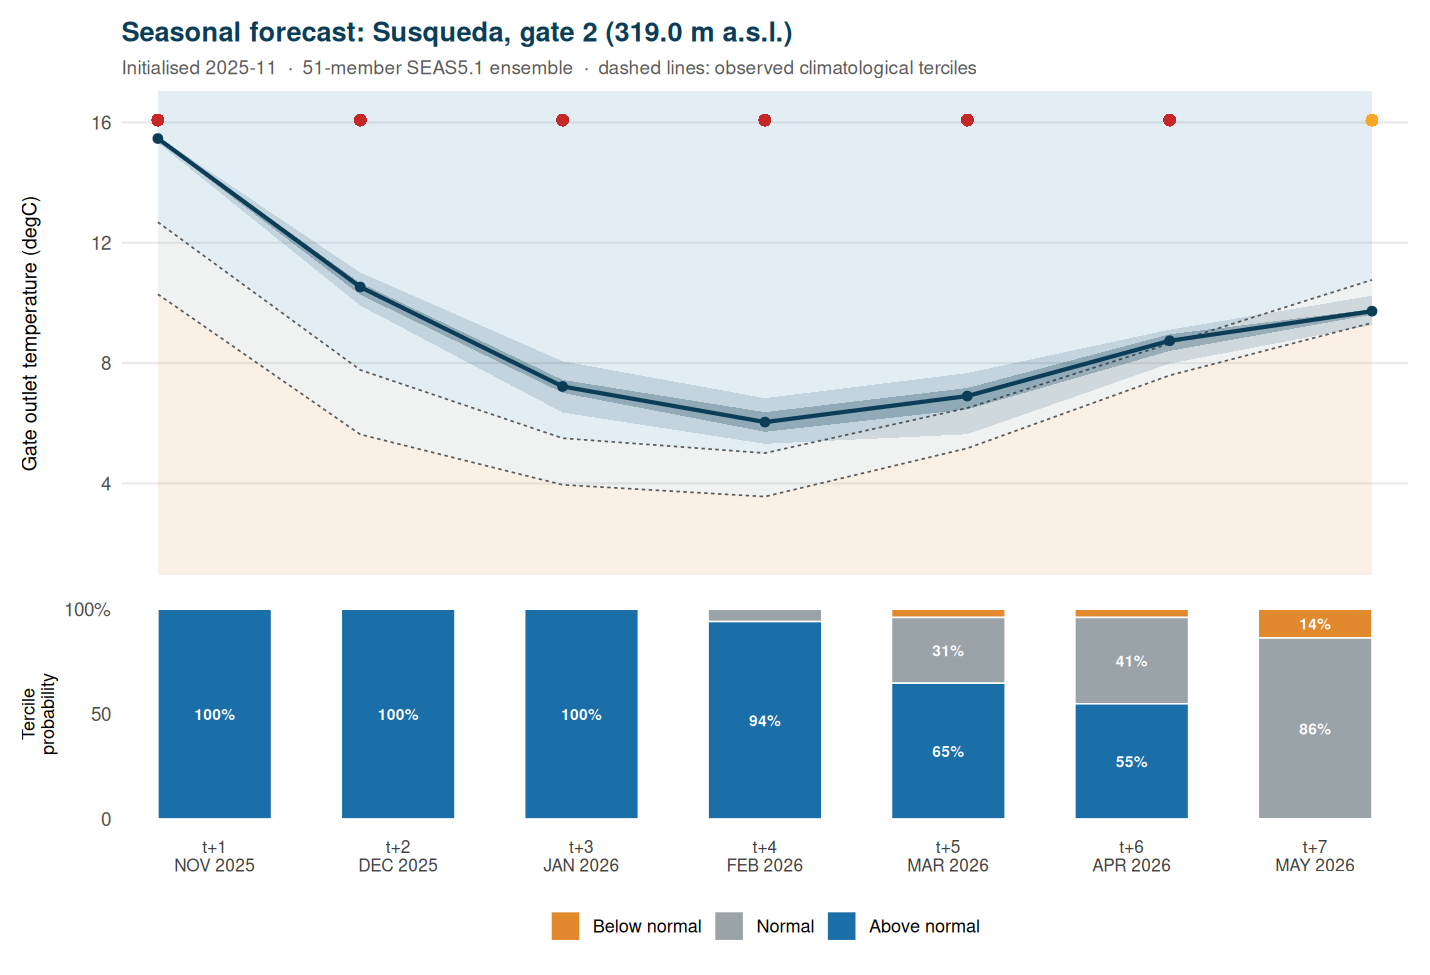 Seasonal forecast: Susqueda, gate 2 (319.0 m a.s.l.)
Initialised 2025-11 · 51-member SEAS5.1 ensemble · dashed lines: observed climatological terciles
Gate outlet temperature (degC)
16
12
8
4
Tercile
probability
100%
50
0
100%
100%
100%
94%
31%
65%
41%
55%
14%
86%
t+1
NOV 2025
t+2
DEC 2025
t+3
JAN 2026
t+4
FEB 2026
t+5
MAR 2026
t+6
APR 2026
t+7
MAY 2026
Below normal
Normal
Above normal